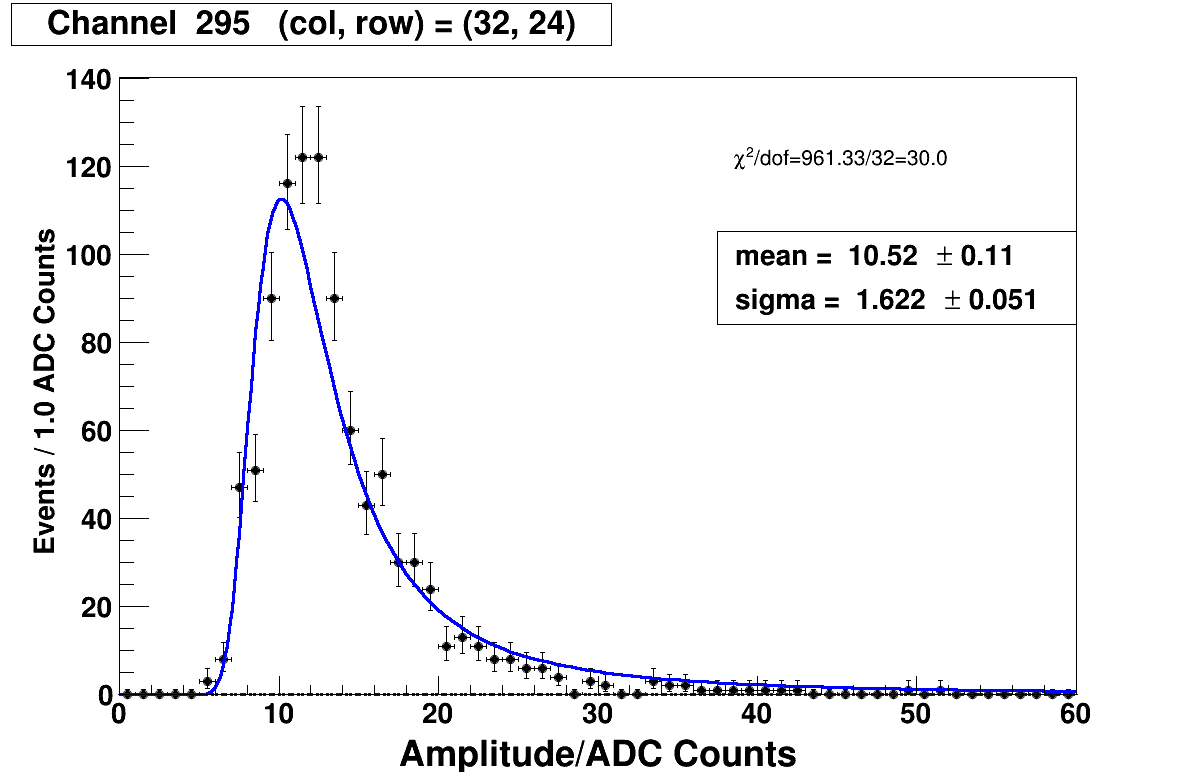 Channel 295 (col, row) = (32, 24)
140
120
100
80
60
40
20
0
Events / 1.0 ADC Counts
χ²/dof=961.33/32=30.0
mean = 10.52 ± 0.11
sigma = 1.622 ± 0.051
0 10 20 30 40 50 60
Amplitude/ADC Counts